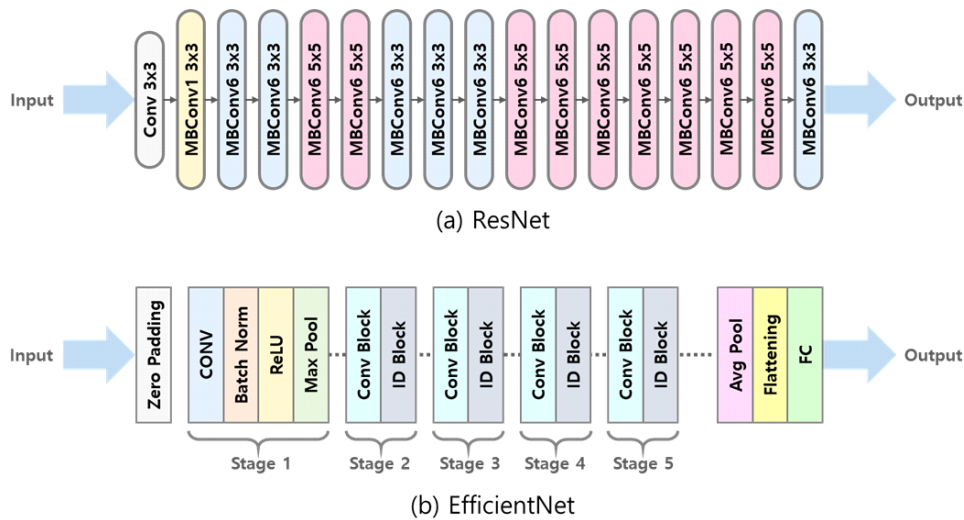 Input
Conv 3x3
MBConv1 3x3
MBConv6 3x3
MBConv6 3x3
MBConv6 5x5
MBConv6 5x5
MBConv6 3x3
MBConv6 3x3
MBConv6 3x3
MBConv6 5x5
MBConv6 5x5
MBConv6 5x5
MBConv6 5x5
MBConv6 5x5
MBConv6 5x5
MBConv6 5x5
MBConv6 3x3
Output
(a) ResNet
Input
Zero Padding
CONV
Batch Norm
ReLU
Max Pool
Conv Block
ID Block
Conv Block
ID Block
Conv Block
ID Block
Conv Block
ID Block
Avg Pool
Flattening
FC
Output
Stage 1
Stage 2
Stage 3
Stage 4
Stage 5
(b) EfficientNet